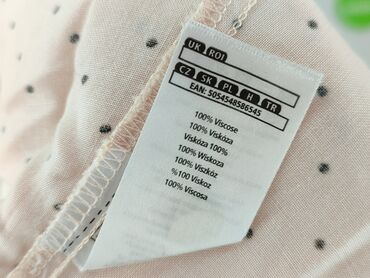 UK ROI
CZ SK PL H TR
EAN: 5054548586545
100% Viscose
100% Viskóza
Viskóza 100%
100% Wiskoza
100% Viszkóz
%100 Viskoz
100% Viscosa